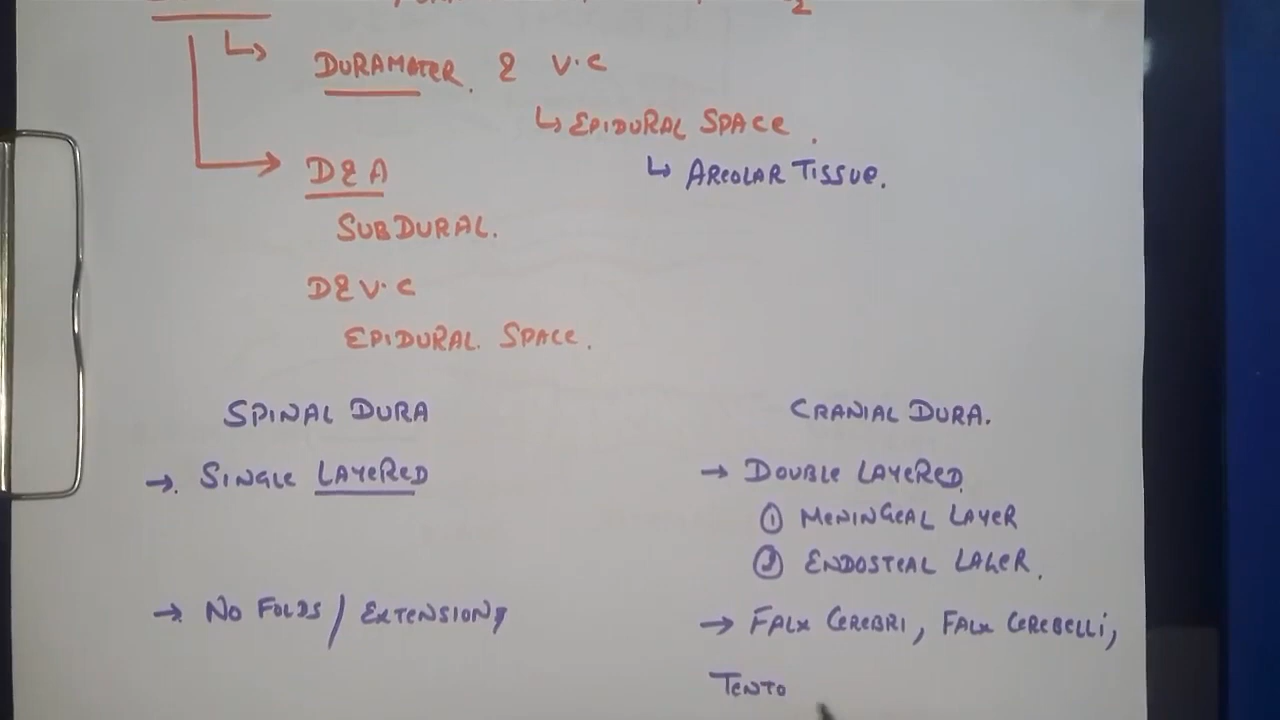 DURAMATER & V.C
↳ EPIDURAL SPACE.
↳ AREOLAR TISSUE.
D & A
SUBDURAL.
D & V.C
EPIDURAL SPACE.
SPINAL DURA
CRANIAL DURA.
→ SINGLE LAYERED
→ DOUBLE LAYERED
① MENINGEAL LAYER
② ENDOSTEAL LAYER.
→ NO FOLDS/ EXTENSIONS
→ FALX CEREBRI, FALX CEREBELLI,
TENTO